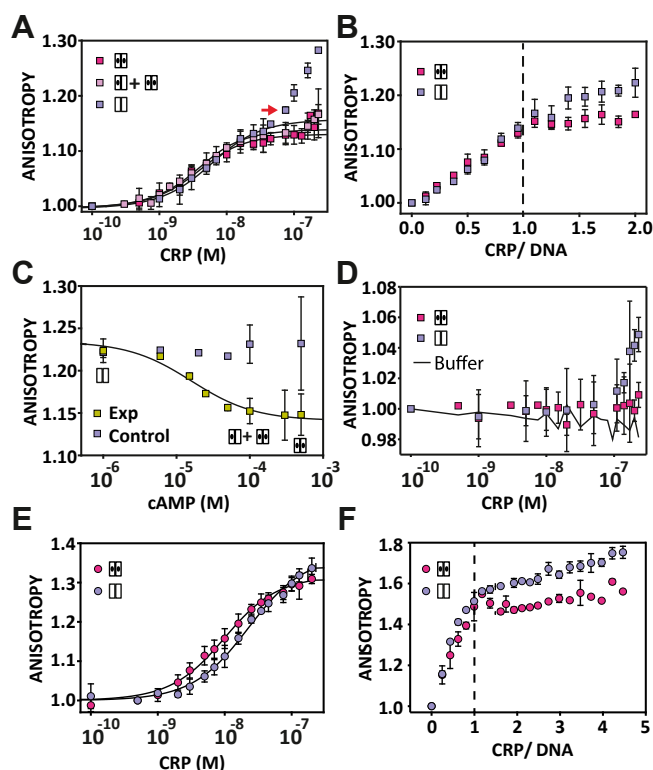 A
ANISOTROPY
1.30
1.20
1.10
1.00
+
10⁻¹⁰ 10⁻⁹ 10⁻⁸ 10⁻⁷
CRP (M)
B
ANISOTROPY
1.30
1.20
1.10
1.00
0.0 0.5 1.0 1.5 2.0
CRP/ DNA
C
ANISOTROPY
1.30
1.25
1.20
1.15
1.10
Exp
Control
+
10⁻⁶ 10⁻⁵ 10⁻⁴ 10⁻³
cAMP (M)
D
ANISOTROPY
1.08
1.06
1.04
1.02
1.00
0.98
Buffer
10⁻¹⁰ 10⁻⁹ 10⁻⁸ 10⁻⁷
CRP (M)
E
ANISOTROPY
1.4
1.3
1.2
1.1
1.0
10⁻¹⁰ 10⁻⁹ 10⁻⁸ 10⁻⁷
CRP (M)
F
ANISOTROPY
1.8
1.6
1.4
1.2
1.0
0 1 2 3 4 5
CRP/ DNA